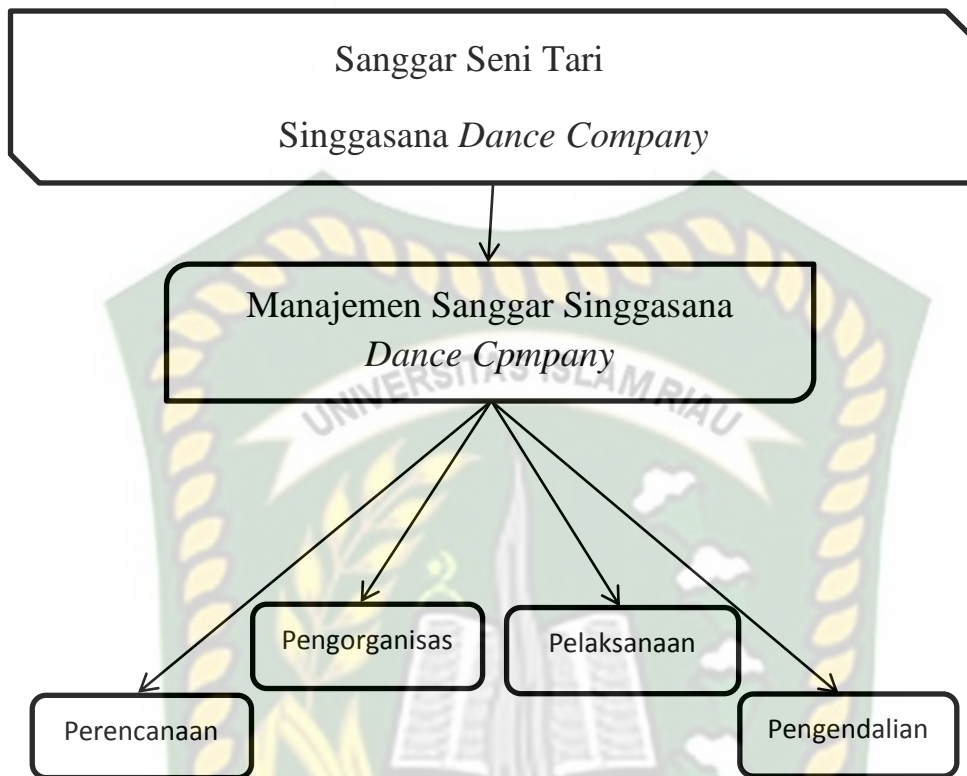 Sanggar Seni Tari
Singgasana Dance Company
Manajemen Sanggar Singgasana
Dance Cpmpany
UNIVERSITAS ISLAM RIAU
Pengorganisas
Pelaksanaan
Perencanaan
Pengendalian